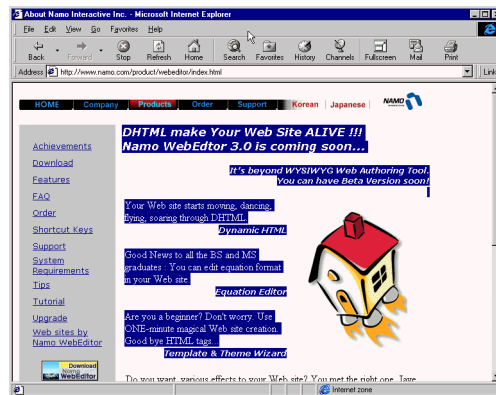 About Namo Interactive Inc. - Microsoft Internet Explorer
File Edit View Go Favorites Help
Back Forward Stop Refresh Home Search Favorites History Channels Fullscreen Mail Print
Address http://www.namo.com/product/webeditor/index.html Link
HOME Company Products Order Support Korean Japanese NAMO
DHTML make Your Web Site ALIVE !!!
Namo WebEdtor 3.0 is coming soon...
It's beyond WYSIWYG Web Authoring Tool.
You can have Beta Version soon!
Achievements
Download
Features
FAQ
Order
Shortcut Keys
Support
System
Requirements
Tips
Tutorial
Upgrade
Web sites by
Namo WebEditor
Download
Namo
WebEditor
Your Web site starts moving, dancing,
flying, soaring through DHTML
Dynamic HTML
Good News to all the BS and MS
graduates : You can edit equation format
in your Web site.
Equation Editor
Are you a beginner? Don't worry. Use
ONE-minute magical Web site creation.
Good bye HTML tags...
Template & Theme Wizard
Do you want various effects to your Web site? You met the right one. Jave
Internet zone